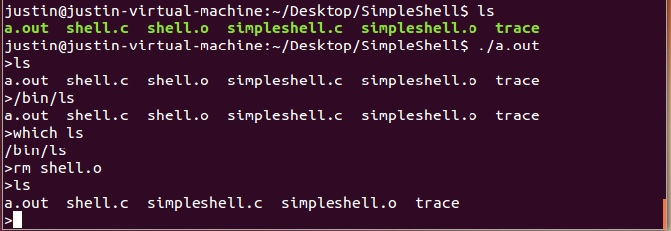 justin@justin-virtual-machine:~/Desktop/SimpleShell$ ls
a.out  shell.c  shell.o  simpleshell.c  simpleshell.o  trace
justin@justin-virtual-machine:~/Desktop/SimpleShell$ ./a.out
>ls
a.out  shell.c  shell.o  simpleshell.c  simpleshell.o  trace
>/bin/ls
a.out  shell.c  shell.o  simpleshell.c  simpleshell.o  trace
>which ls
/bin/ls
>rm shell.o
>ls
a.out  shell.c  simpleshell.c  simpleshell.o  trace
>